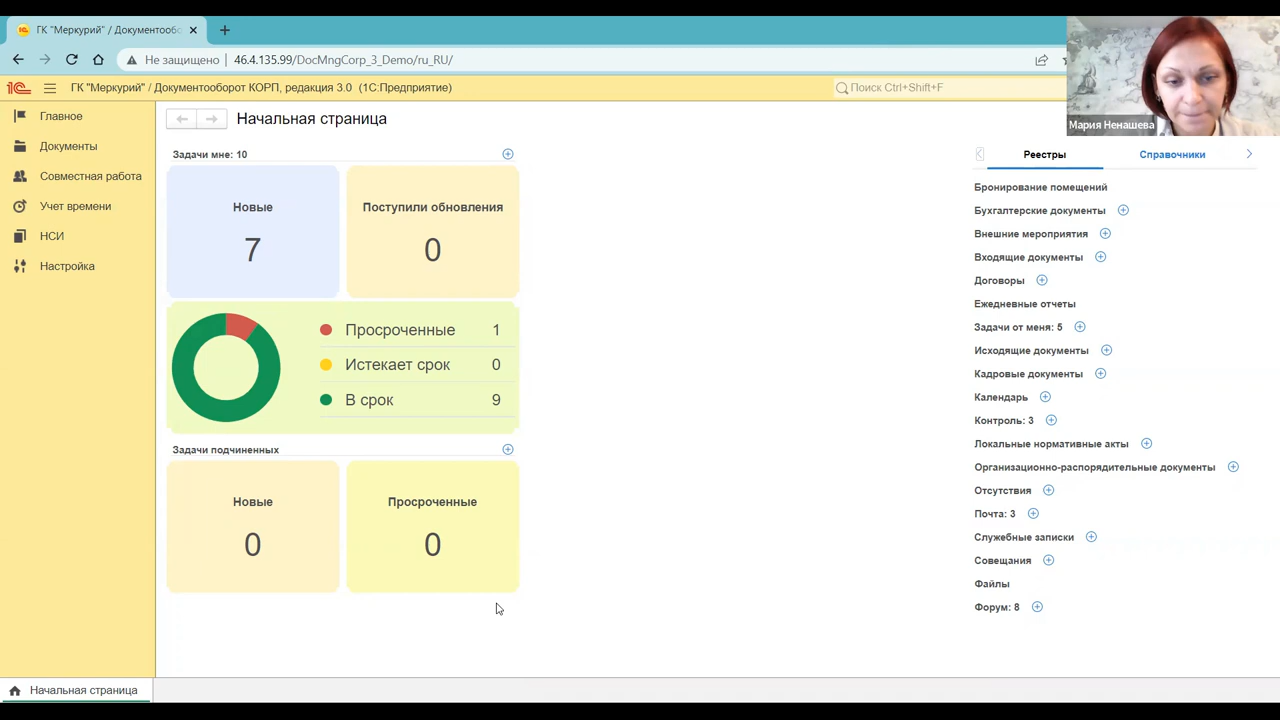 ГК "Меркурий" / Документообс
Не защищено 46.4.135.99/DocMngCorp_3_Demo/ru_RU/
ГК "Меркурий" / Документооборот КОРП, редакция 3.0 (1С:Предприятие)
Поиск Ctrl+Shift+F
Мария Ненашева
Главное
Документы
Совместная работа
Учет времени
НСИ
Настройка
Начальная страница
Задачи мне: 10
Новые
7
Поступили обновления
0
Просроченные 1
Истекает срок 0
В срок 9
Задачи подчиненных
Новые
0
Просроченные
0
Реестры
Справочники
Бронирование помещений
Бухгалтерские документы
Внешние мероприятия
Входящие документы
Договоры
Ежедневные отчеты
Задачи от меня: 5
Исходящие документы
Кадровые документы
Календарь
Контроль: 3
Локальные нормативные акты
Организационно-распорядительные документы
Отсутствия
Почта: 3
Служебные записки
Совещания
Файлы
Форум: 8
Начальная страница